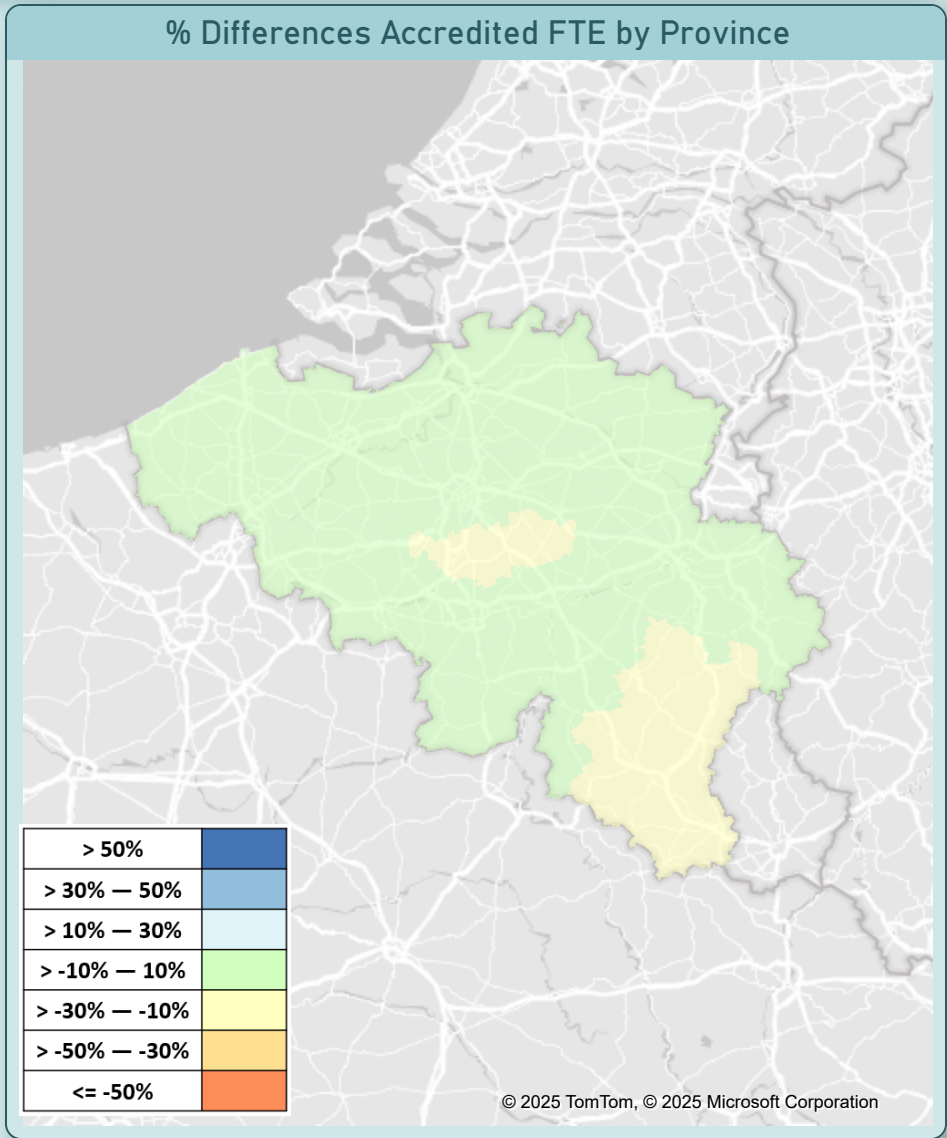 % Differences Accredited FTE by Province
> 50%
> 30% — 50%
> 10% — 30%
> -10% — 10%
> -30% — -10%
> -50% — -30%
<= -50%
© 2025 TomTom, © 2025 Microsoft Corporation